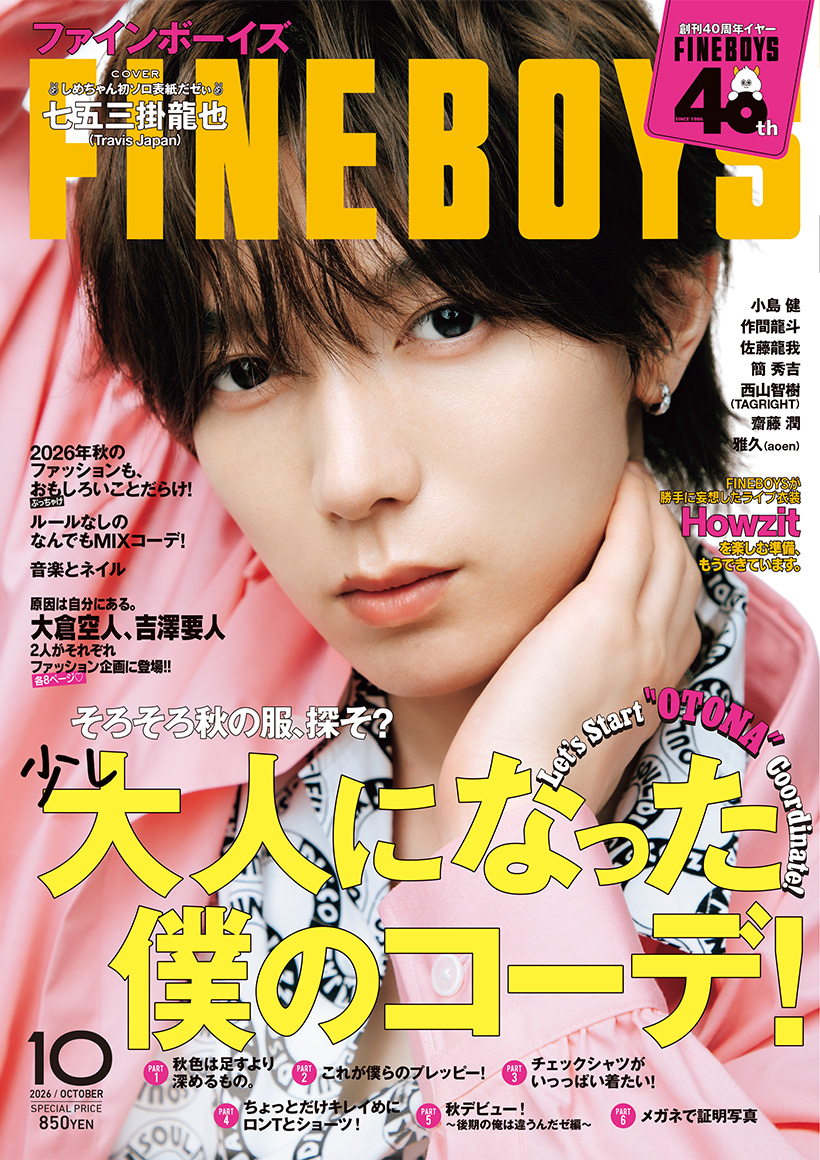 ファインボーイズ
FINEBOYS
創刊40周年イヤー
FINEBOYS
SINCE 1986
40th
COVER
✌しめちゃん初ソロ表紙だぜぃ✌
七五三掛龍也
(Travis Japan)
小島 健
作間龍斗
佐藤龍我
簡 秀吉
西山智樹
(TAGRIGHT)
齋藤 潤
雅久(aoen)
2026年秋の
ファッションも、
おもしろいことだらけ!
ぶっちゃけ
ルールなしの
なんでもMIXコーデ!
音楽とネイル
原因は自分にある。
大倉空人、吉澤要人
2人がそれぞれ
ファッション企画に登場!!
各8ページ♡
FINEBOYSが
勝手に妄想したライブ衣装
Howzit
を楽しむ準備、
もうできています。
そろそろ秋の服、探そ?
Let's Start "OTONA" Coordinate!
少し
大人になった
僕のコーデ!
10
2026 / OCTOBER
SPECIAL PRICE
850YEN
PART 1 秋色は足すより
深めるもの。
PART 2 これが僕らのプレッピー!
PART 3 チェックシャツが
いっっぱい着たい!
PART 4 ちょっとだけキレイめに
ロンTとショーツ!
PART 5 秋デビュー!
〜後期の俺は違うんだぜ編〜
PART 6 メガネで証明写真